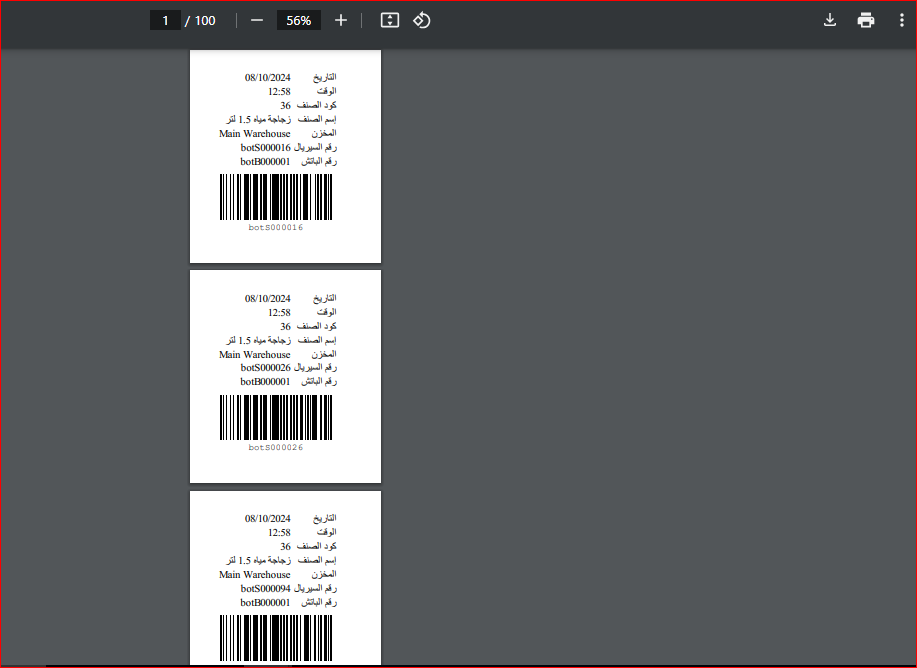 1 / 100 56%
التاريخ 08/10/2024
الوقت 12:58
كود الصنف 36
إسم الصنف زجاجة مياه 1.5 لتر
المخزن Main Warehouse
رقم السيريال botS000016
رقم الباتش botB000001
botS000016
التاريخ 08/10/2024
الوقت 12:58
كود الصنف 36
إسم الصنف زجاجة مياه 1.5 لتر
المخزن Main Warehouse
رقم السيريال botS000026
رقم الباتش botB000001
botS000026
التاريخ 08/10/2024
الوقت 12:58
كود الصنف 36
إسم الصنف زجاجة مياه 1.5 لتر
المخزن Main Warehouse
رقم السيريال botS000094
رقم الباتش botB000001